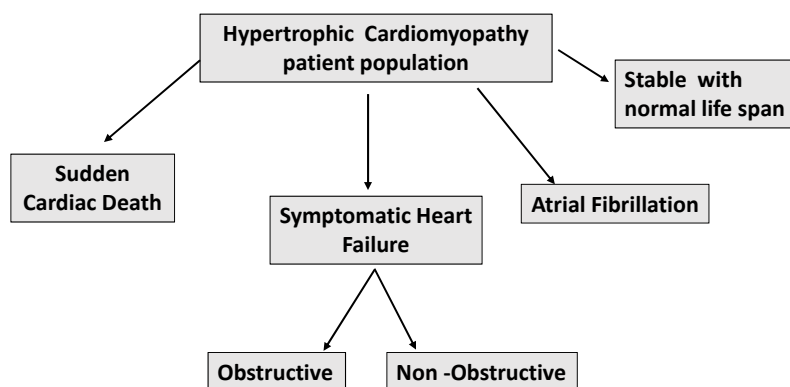 Hypertrophic Cardiomyopathy
patient population
Stable with
normal life span
Sudden
Cardiac Death
Symptomatic Heart
Failure
Atrial Fibrillation
Obstructive
Non -Obstructive